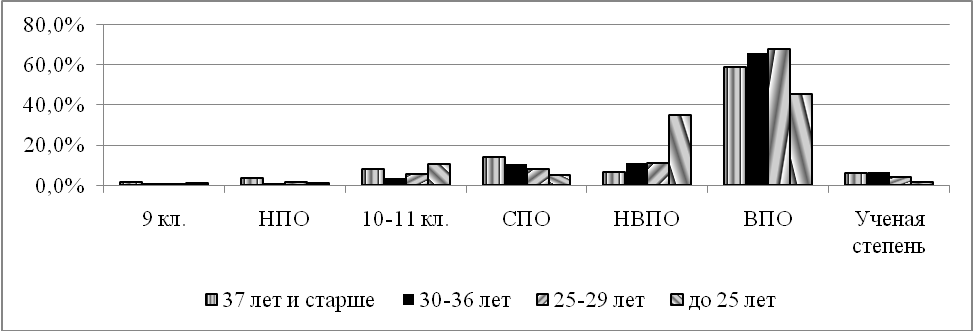 80,0%
60,0%
40,0%
20,0%
0,0%
9 кл.
НПО
10-11 кл.
СПО
НВПО
ВПО
Ученая
степень
37 лет и старше
30-36 лет
25-29 лет
до 25 лет